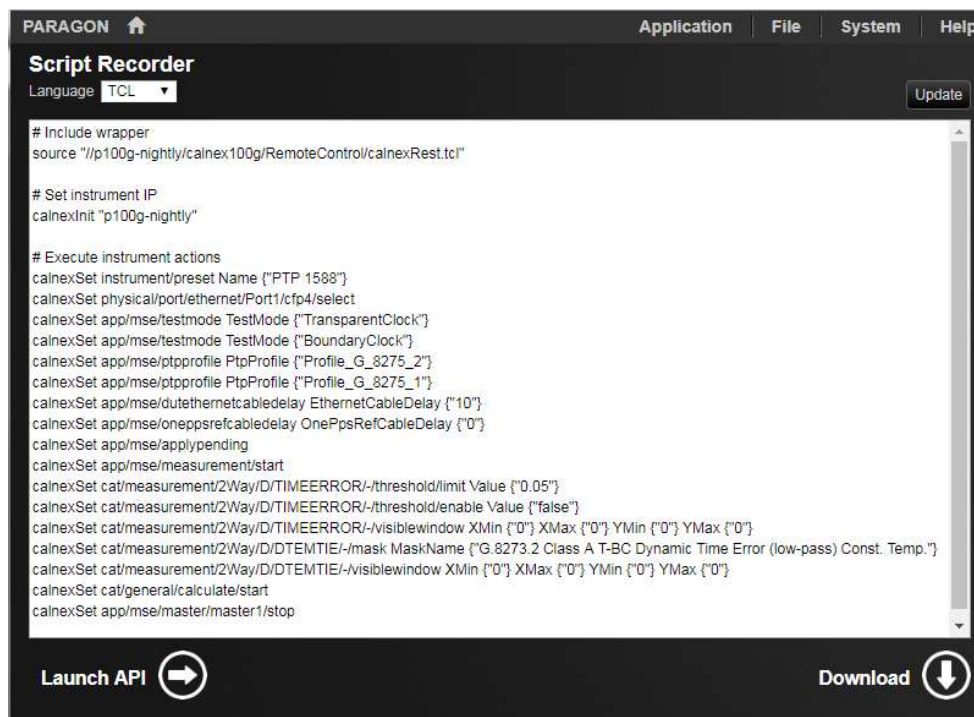 PARAGON Application File System Help
Script Recorder
Language TCL
Update
# Include wrapper
source "//p100g-nightly/calnex100g/RemoteControl/calnexRest.tcl"
# Set instrument IP
calnexInit "p100g-nightly"
# Execute instrument actions
calnexSet instrument/preset Name {"PTP 1588"}
calnexSet physical/port/ethernet/Port1/cfp4/select
calnexSet app/mse/testmode TestMode {"TransparentClock"}
calnexSet app/mse/testmode TestMode {"BoundaryClock"}
calnexSet app/mse/ptpprofile PtpProfile {"Profile_G_8275_2"}
calnexSet app/mse/ptpprofile PtpProfile {"Profile_G_8275_1"}
calnexSet app/mse/dutethernetcabledelay EthernetCableDelay {"10"}
calnexSet app/mse/oneppsrefcabledelay OnePpsRefCableDelay {"0"}
calnexSet app/mse/applypending
calnexSet app/mse/measurement/start
calnexSet cat/measurement/2Way/D/TIMEERROR/-/threshold/limit Value {"0.05"}
calnexSet cat/measurement/2Way/D/TIMEERROR/-/threshold/enable Value {"false"}
calnexSet cat/measurement/2Way/D/TIMEERROR/-/visiblewindow XMin {"0"} XMax {"0"} YMin {"0"} YMax {"0"}
calnexSet cat/measurement/2Way/D/DTEMTIE/-/mask MaskName {"G.8273.2 Class A T-BC Dynamic Time Error (low-pass) Const. Temp."}
calnexSet cat/measurement/2Way/D/DTEMTIE/-/visiblewindow XMin {"0"} XMax {"0"} YMin {"0"} YMax {"0"}
calnexSet cat/general/calculate/start
calnexSet app/mse/master/master1/stop
Launch API Download